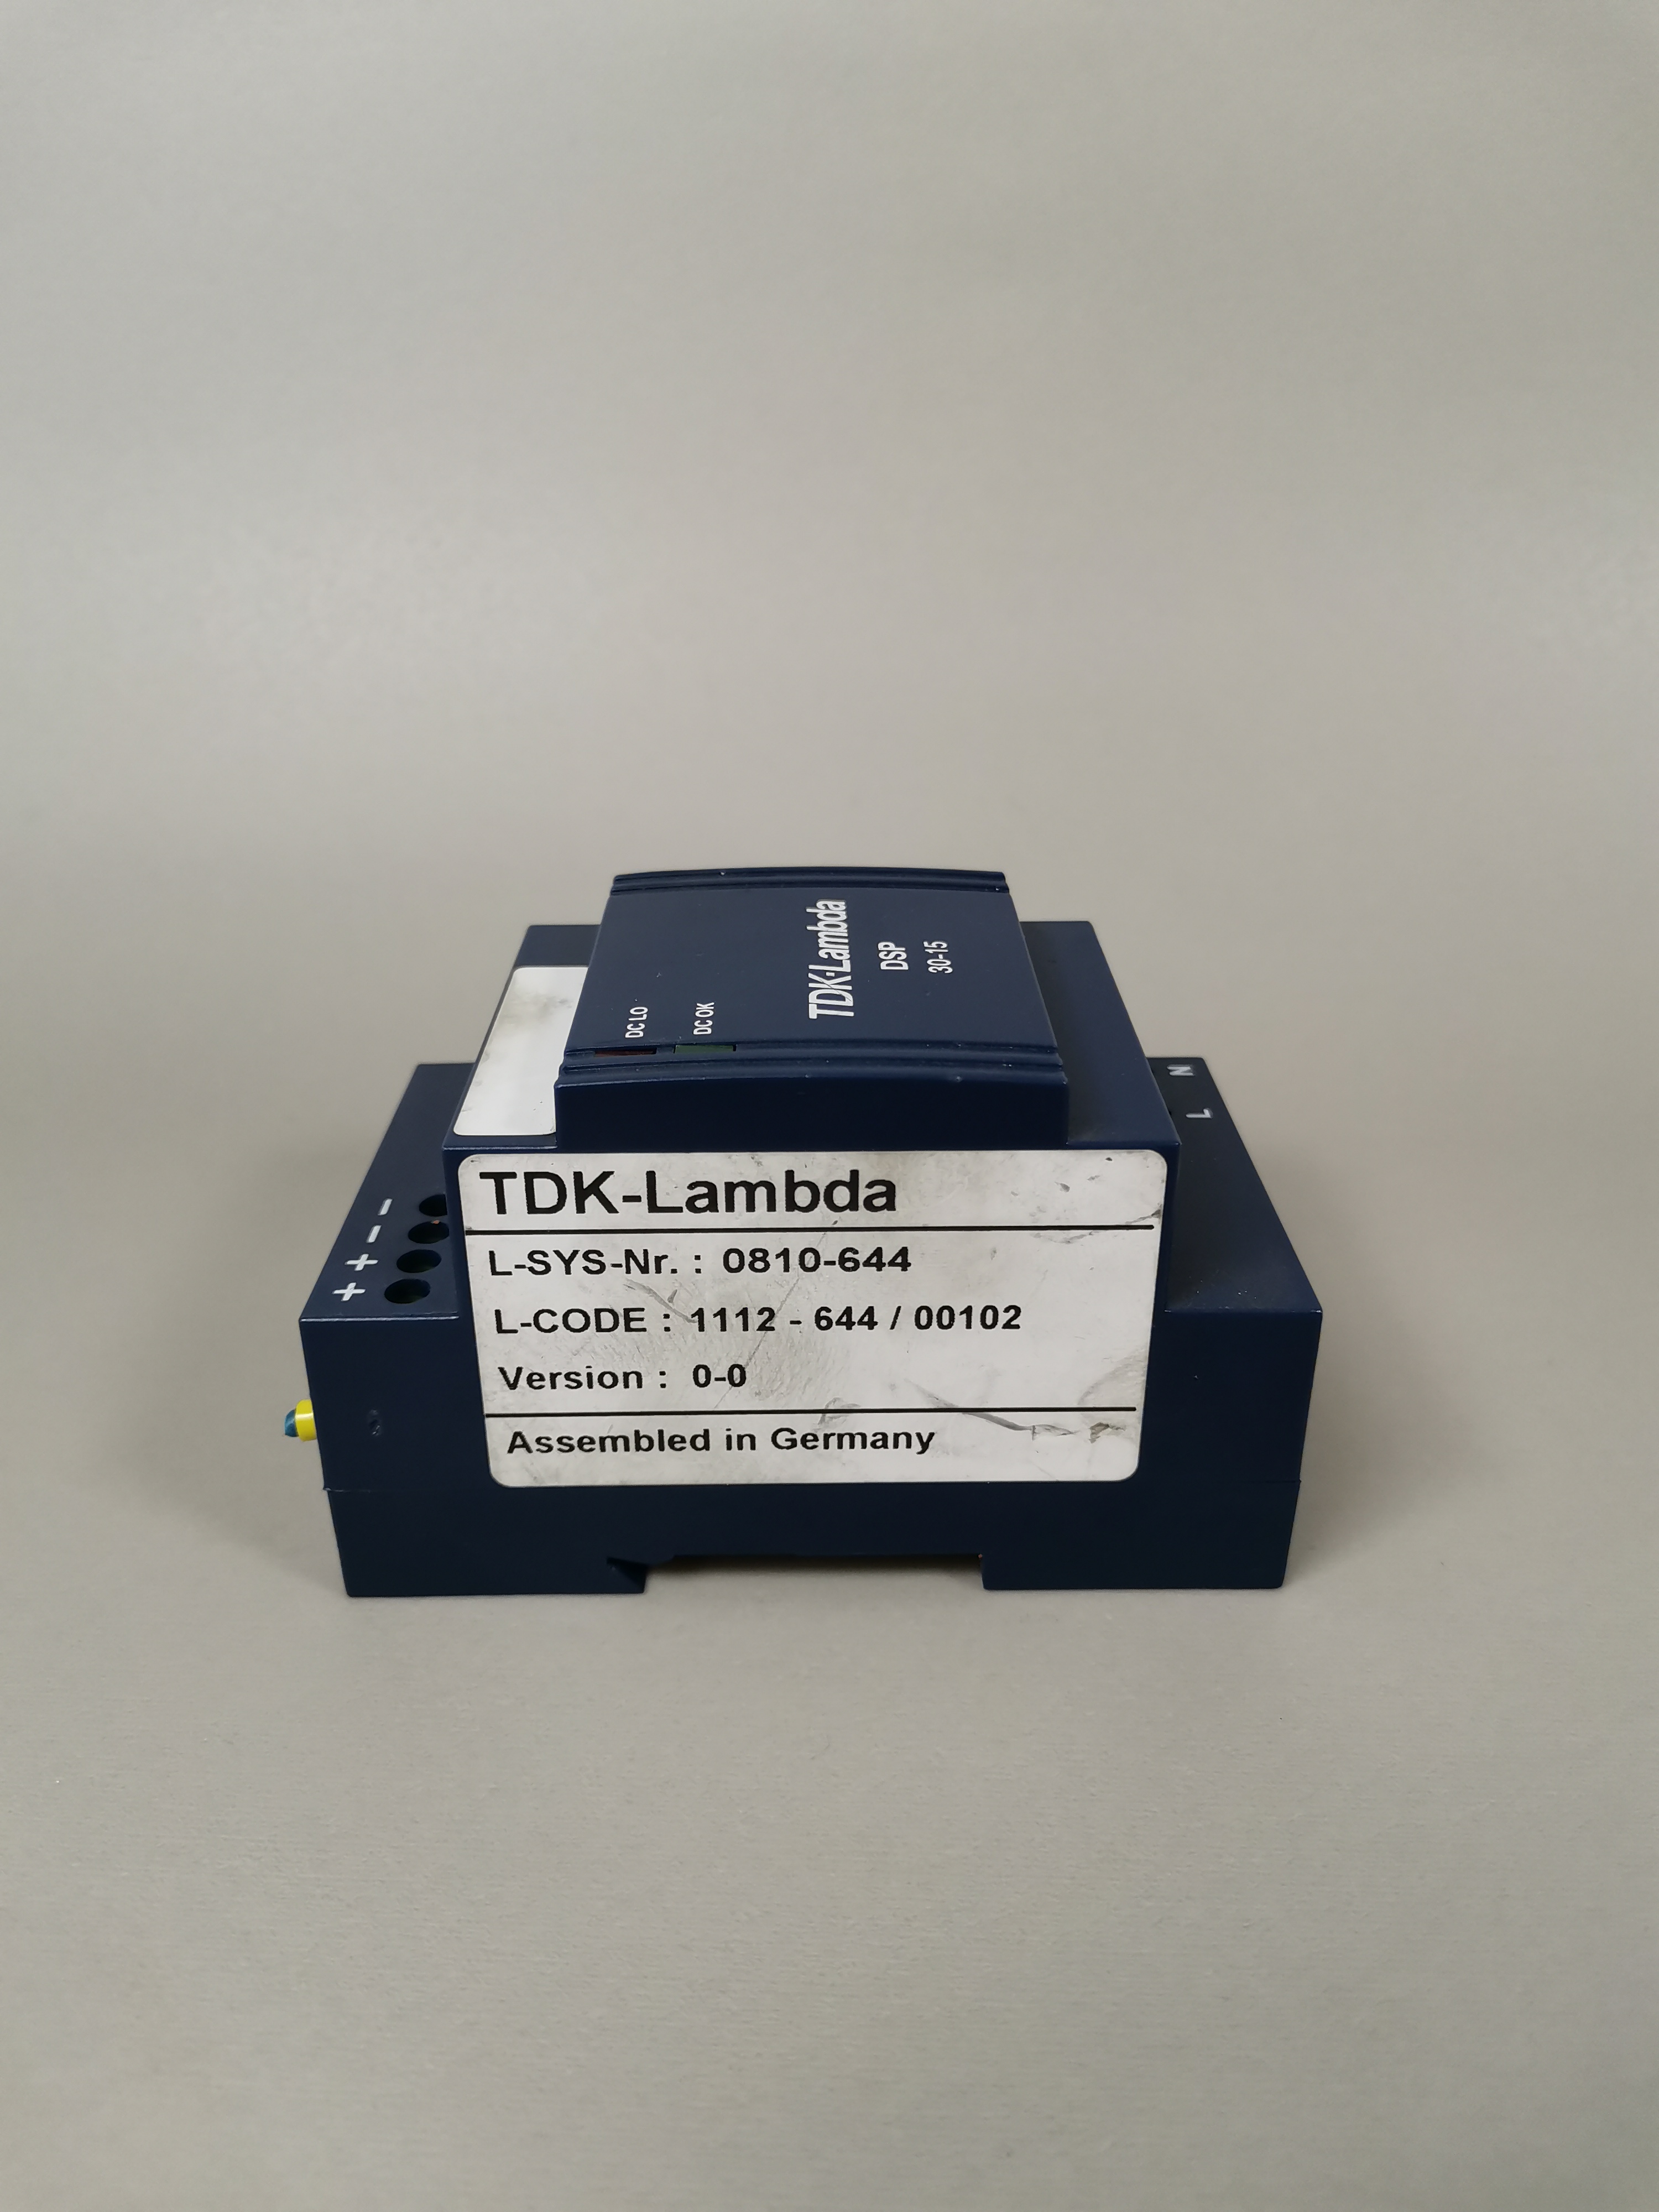 DC LO
DC OK
TDK·Lambda
DSP
30-15
N
L
−
−
+
+
TDK-Lambda
L-SYS-Nr. : 0810-644
L-CODE : 1112 - 644 / 00102
Version : 0-0
Assembled in Germany